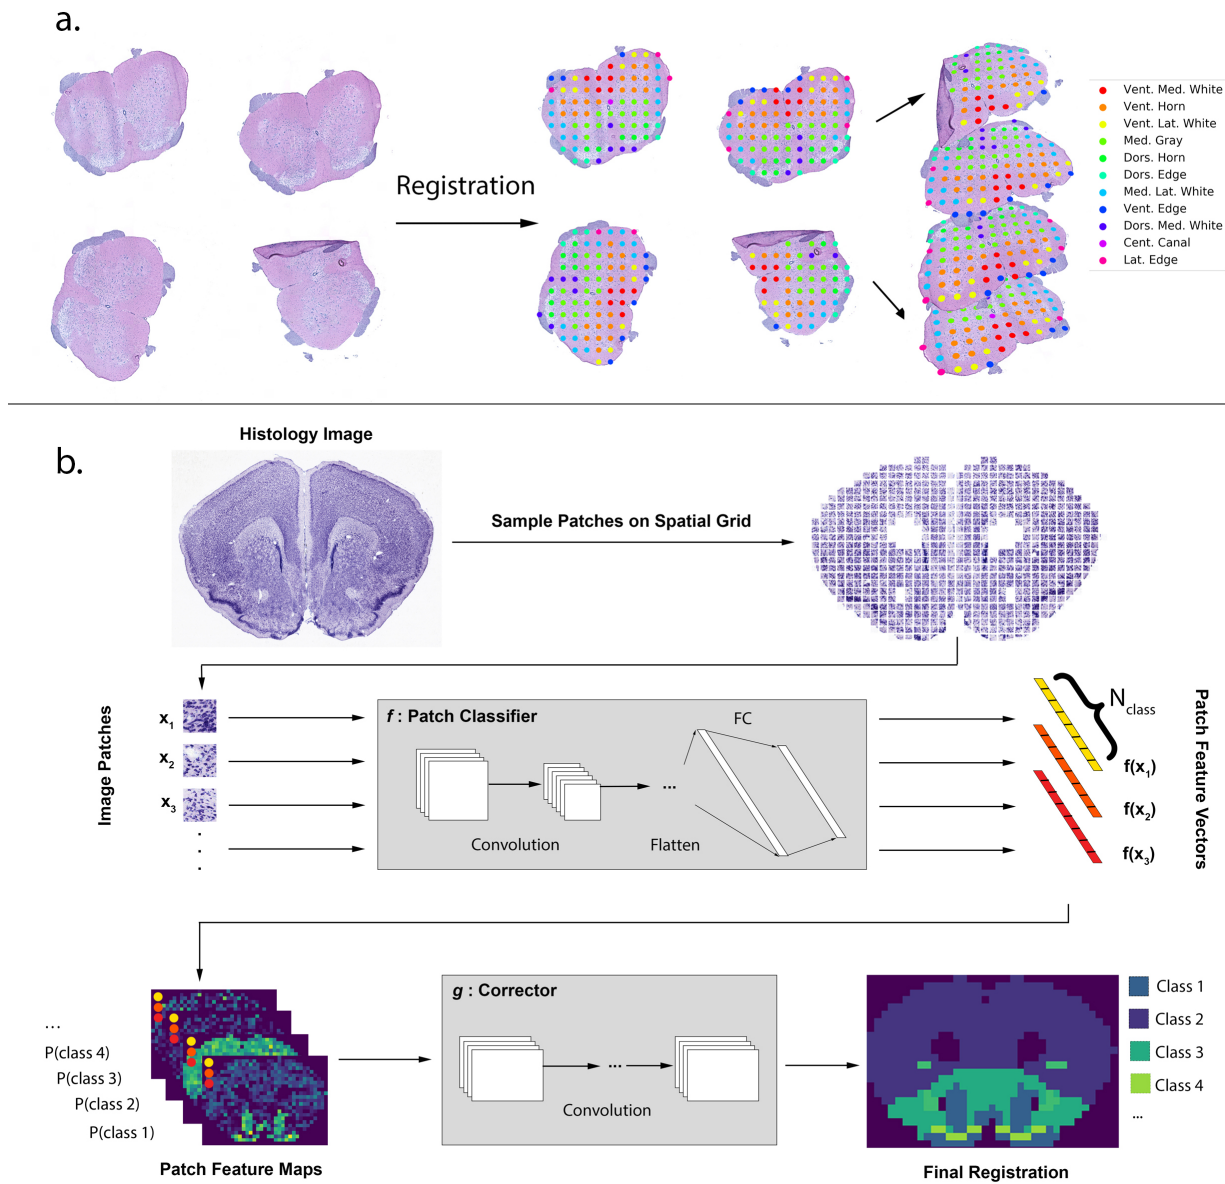 a.
Registration
Vent. Med. White
Vent. Horn
Vent. Lat. White
Med. Gray
Dors. Horn
Dors. Edge
Med. Lat. White
Vent. Edge
Dors. Med. White
Cent. Canal
Lat. Edge
b.
Histology Image
Sample Patches on Spatial Grid
Image Patches
x1
x2
x3
f : Patch Classifier
FC
Convolution
...
Flatten
Nclass
f(x1)
f(x2)
f(x3)
Patch Feature Vectors
...
P(class 4)
P(class 3)
P(class 2)
P(class 1)
Patch Feature Maps
g : Corrector
...
Convolution
Class 1
Class 2
Class 3
Class 4
...
Final Registration